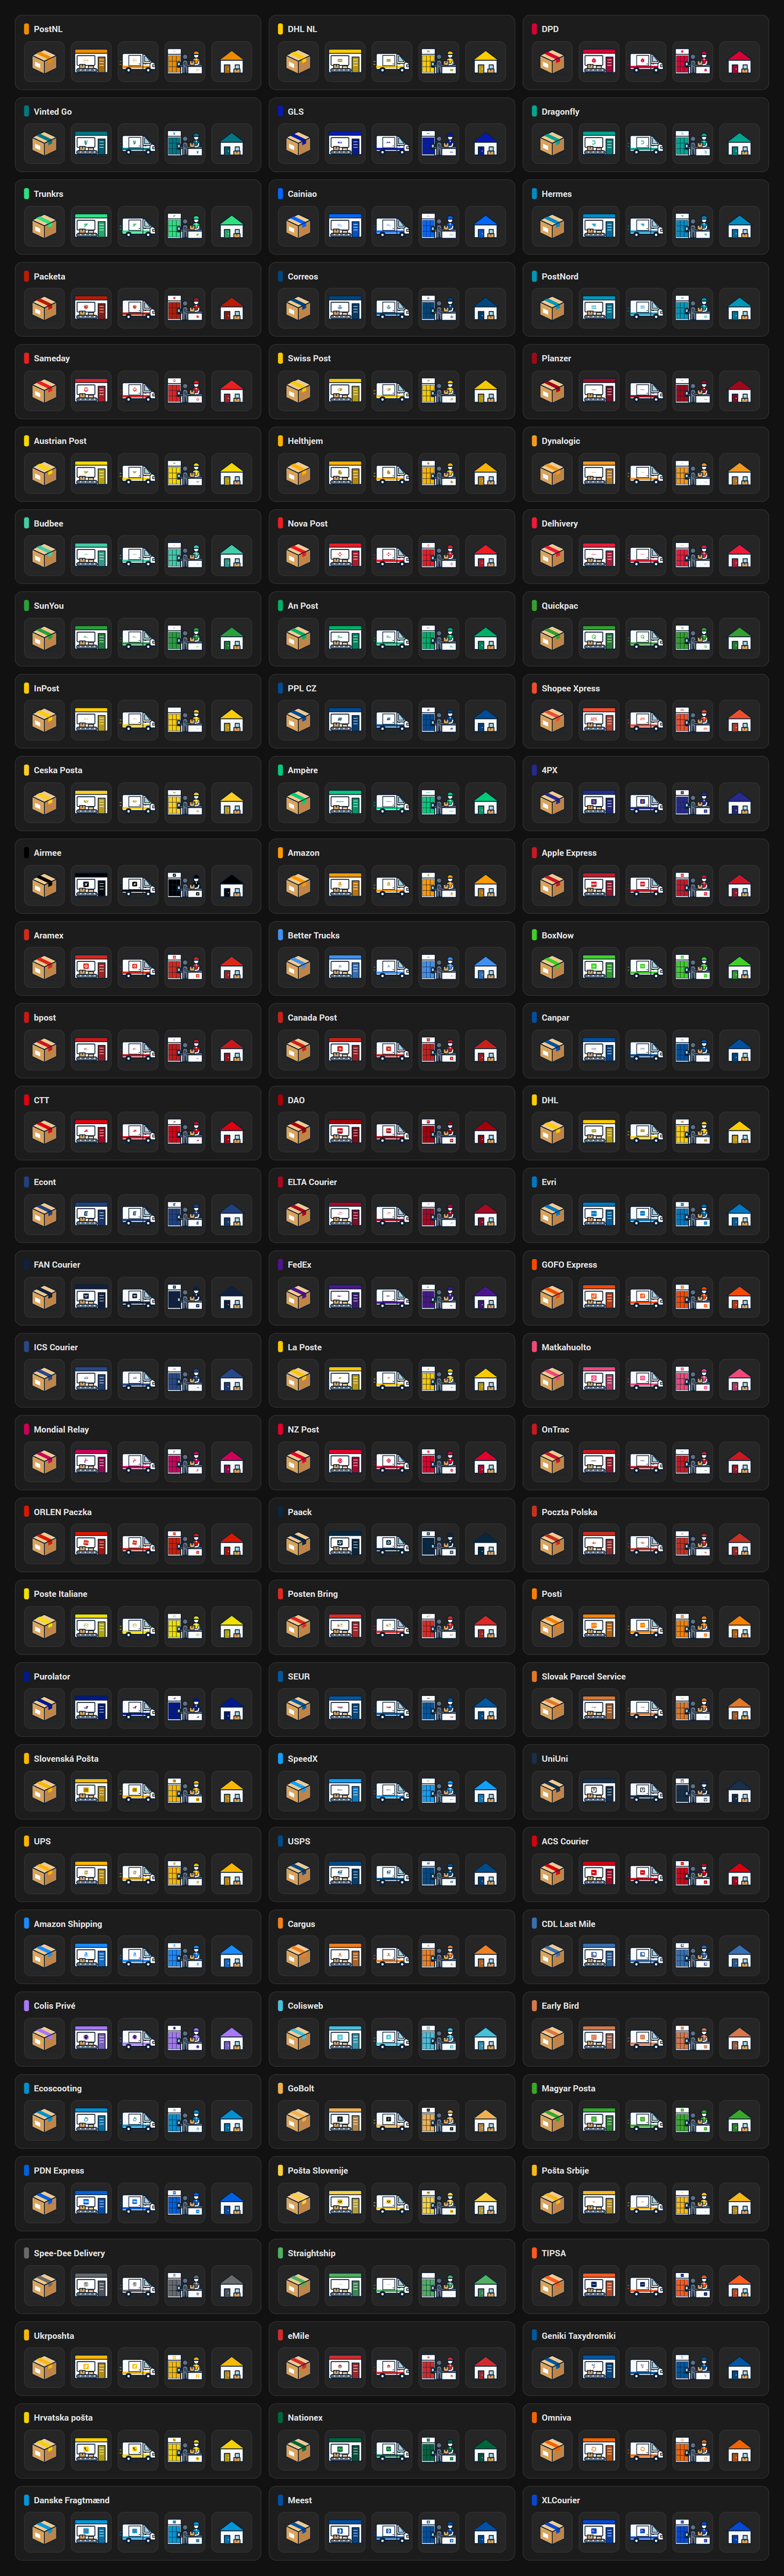 PostNL
DHL NL
DPD
Vinted Go
GLS
Dragonfly
Trunkrs
Cainiao
Hermes
Packeta
Correos
PostNord
Sameday
Swiss Post
Planzer
Austrian Post
Helthjem
Dynalogic
Budbee
Nova Post
Delhivery
SunYou
An Post
Quickpac
InPost
PPL CZ
Shopee Xpress
Ceska Posta
Ampère
4PX
Airmee
Amazon
Apple Express
Aramex
Better Trucks
BoxNow
bpost
Canada Post
Canpar
CTT
DAO
DHL
Econt
ELTA Courier
Evri
FAN Courier
FedEx
GOFO Express
ICS Courier
La Poste
Matkahuolto
Mondial Relay
NZ Post
OnTrac
ORLEN Paczka
Paack
Poczta Polska
Poste Italiane
Posten Bring
Posti
Purolator
SEUR
Slovak Parcel Service
Slovenská Pošta
SpeedX
UniUni
UPS
USPS
ACS Courier
Amazon Shipping
Cargus
CDL Last Mile
Colis Privé
Colisweb
Early Bird
Ecoscooting
GoBolt
Magyar Posta
PDN Express
Pošta Slovenije
Pošta Srbije
Spee-Dee Delivery
Straightship
TIPSA
Ukrposhta
eMile
Geniki Taxydromiki
Hrvatska pošta
Nationex
Omniva
Danske Fragtmænd
Meest
XLCourier